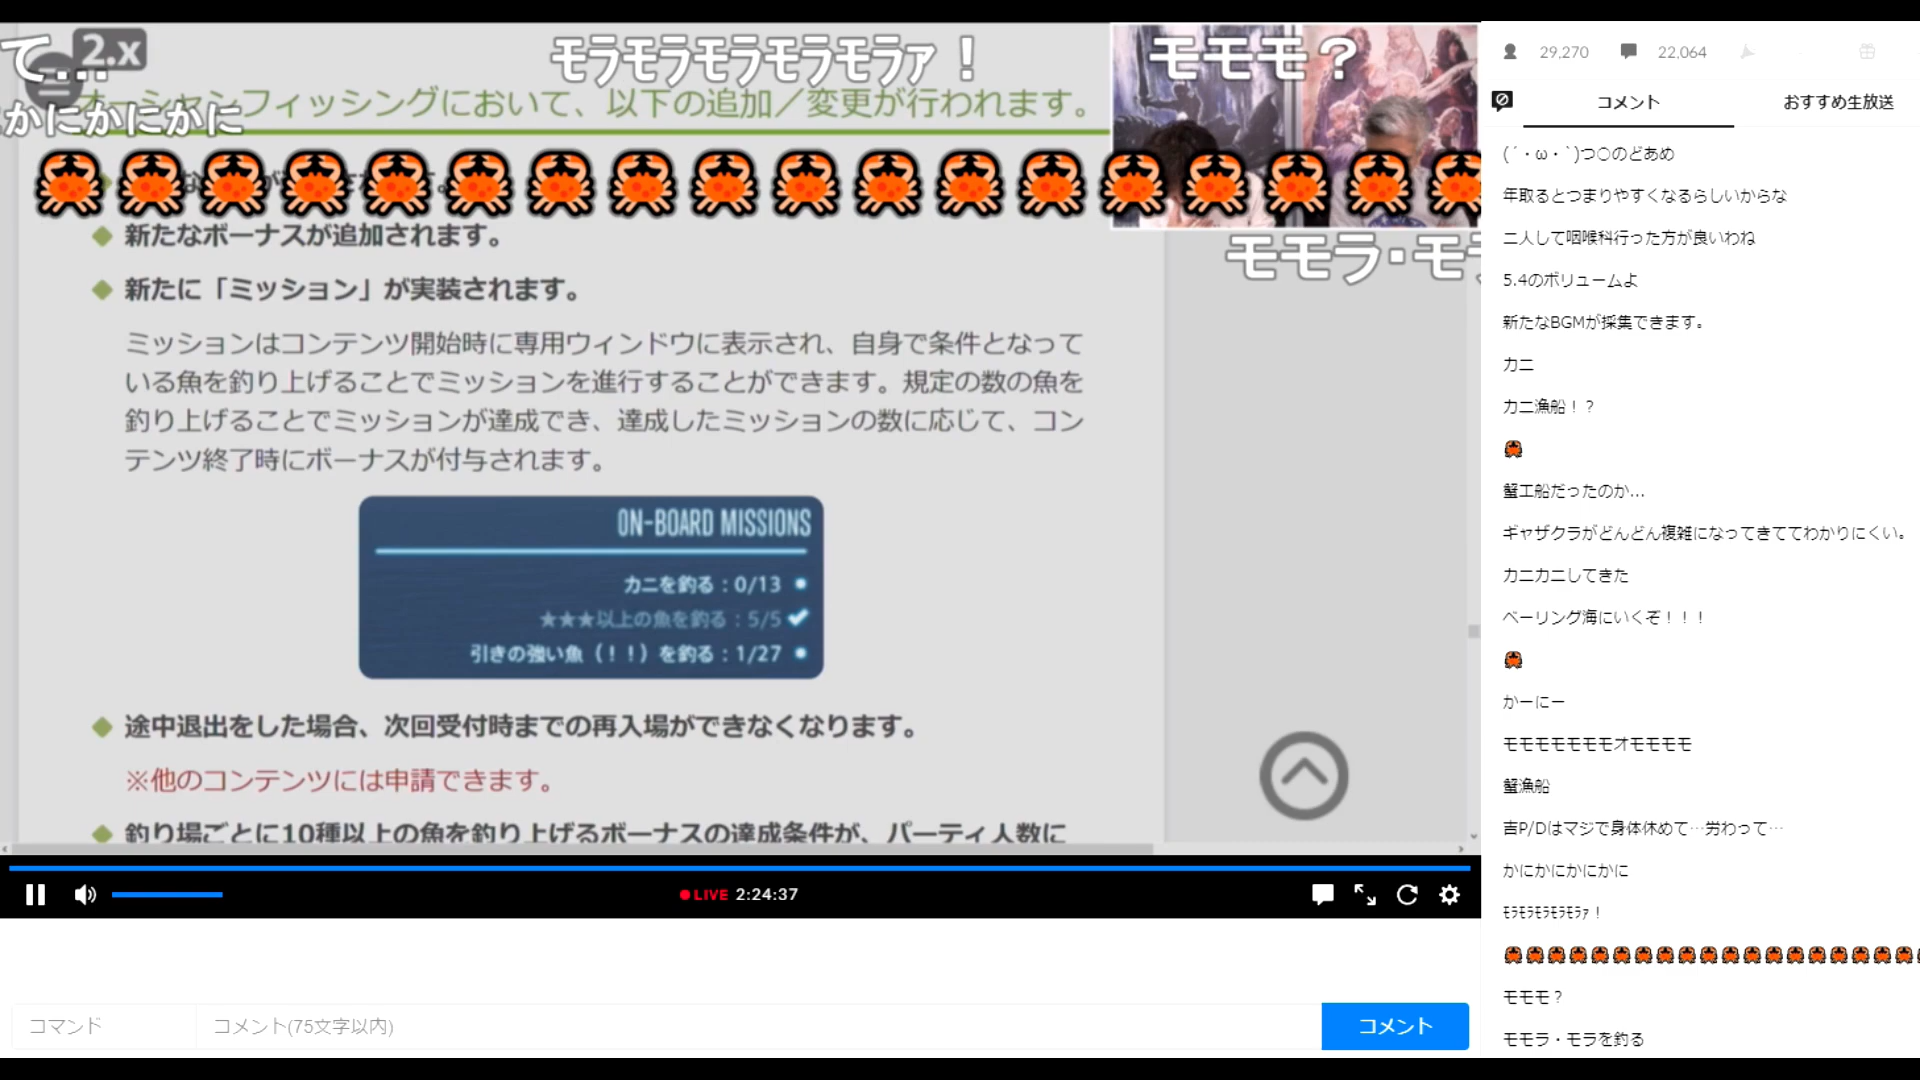 て...
2.x
モラモラモラモラモラァ！
モモモ？
オーシャンフィッシングにおいて、以下の追加／変更が行われます。
かにかにかにかに
新たなボーナスが追加されます。
モモラ・モラ
新たに「ミッション」が実装されます。
ミッションはコンテンツ開始時に専用ウィンドウに表示され、自身で条件となって
いる魚を釣り上げることでミッションを進行することができます。規定の数の魚を
釣り上げることでミッションが達成でき、達成したミッションの数に応じて、コン
テンツ終了時にボーナスが付与されます。
ON-BOARD MISSIONS
カニを釣る：0/13
★★★以上の魚を釣る：5/5
引きの強い魚（！！）を釣る：1/27
途中退出をした場合、次回受付時までの再入場ができなくなります。
※他のコンテンツには申請できます。
釣り場ごとに10種以上の魚を釣り上げるボーナスの達成条件が、パーティ人数に
LIVE 2:24:37
コマンド
コメント(75文字以内)
コメント
29,270
22,064
コメント
おすすめ生放送
(´・ω・`)つ○のどあめ
年取るとつまりやすくなるらしいからな
二人して咽喉科行った方が良いわね
5.4のボリュームよ
新たなBGMが採集できます。
カニ
カニ漁船！？
🦀
蟹工船だったのか...
ギャザクラがどんどん複雑になってきててわかりにくい。
カニカニしてきた
ベーリング海にいくぞ！！！
🦀
かーにー
モモモモモモモオモモモモ
蟹漁船
吉P/Dはマジで身体休めて…労わって…
かにかにかにかに
ﾓﾗﾓﾗﾓﾗﾓﾗﾓﾗｧ！
🦀🦀🦀🦀🦀🦀🦀🦀🦀🦀🦀🦀🦀🦀🦀🦀🦀🦀🦀
モモモ？
モモラ・モラを釣る